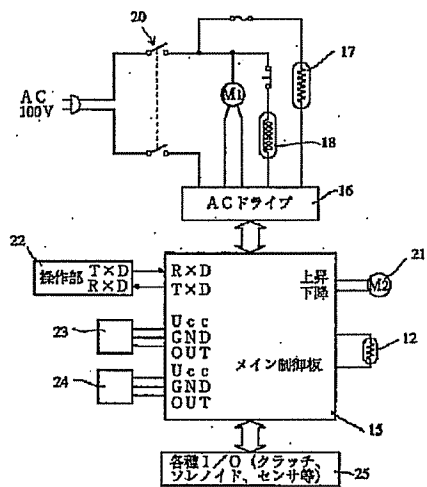 20
AC
100V
M1
17
18
16
ACドライブ
22
操作部
T×D
R×D
R×D
T×D
上昇
下降
21
M2
23
Ucc
GND
OUT
12
メイン制御板
24
Ucc
GND
OUT
15
各種I/O（クラッチ、
ソレノイド、センサ等）
25